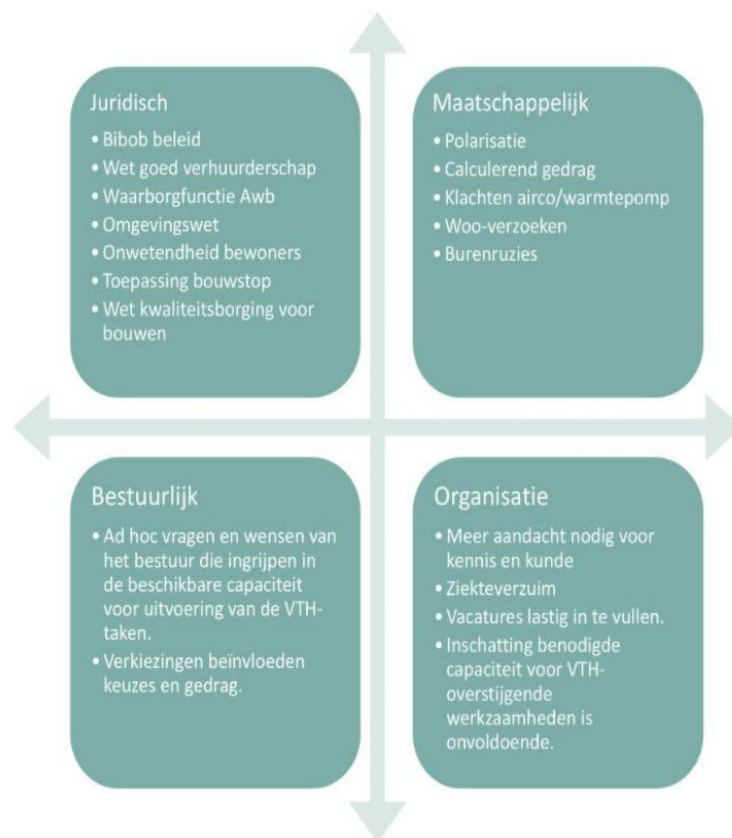 Juridisch
• Bibob beleid
• Wet goed verhuurderschap
• Waarborgfunctie Awb
• Omgevingswet
• Onwetendheid bewoners
• Toepassing bouwstop
• Wet kwaliteitsborging voor
bouwen
Maatschappelijk
• Polarisatie
• Calculerend gedrag
• Klachten airco/warmtepomp
• Woo-verzoeken
• Burenruzies
Bestuurlijk
• Ad hoc vragen en wensen van
het bestuur die ingrijpen in
de beschikbare capaciteit
voor uitvoering van de VTH-
taken.
• Verkiezingen beïnvloeden
keuzes en gedrag.
Organisatie
• Meer aandacht nodig voor
kennis en kunde
• Ziekteverzuim
• Vacatures lastig in te vullen.
• Inschatting benodigde
capaciteit voor VTH-
overstijgende
werkzaamheden is
onvoldoende.